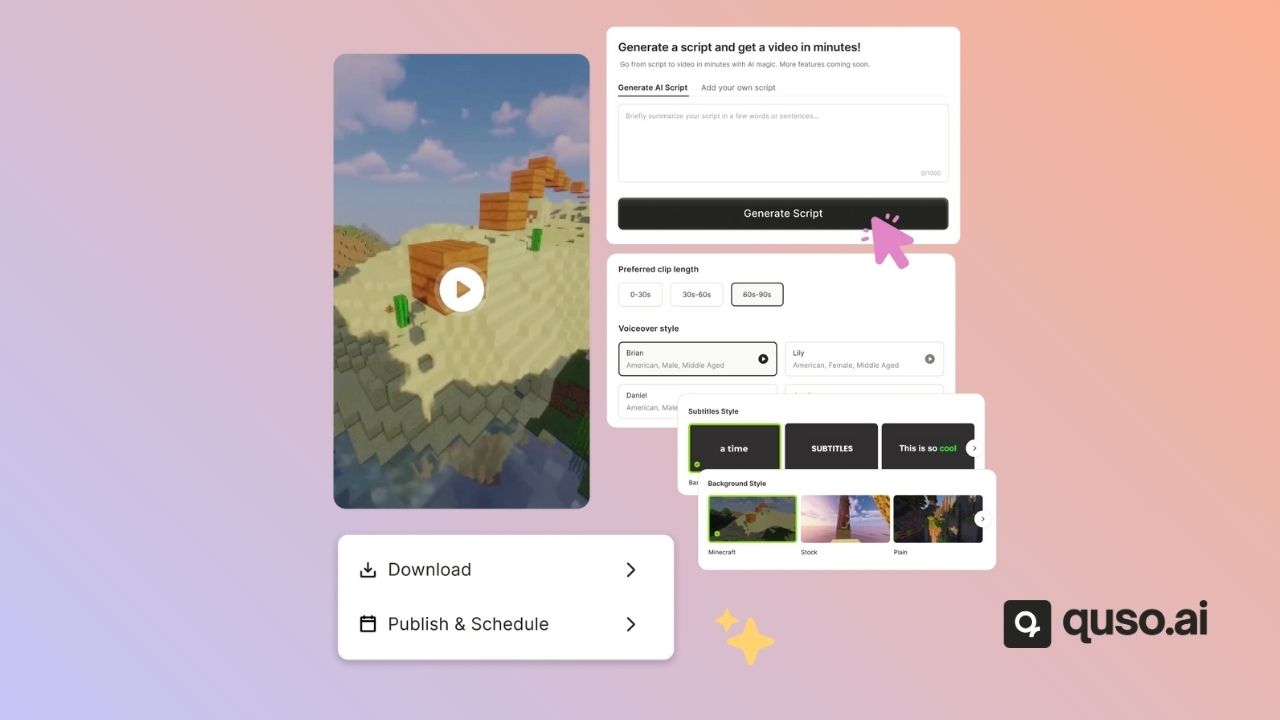 Generate a script and get a video in minutes!
Go from script to video in minutes with AI magic. More features coming soon.
Generate AI Script
Add your own script
Briefly summarize your script in a few words or sentences...
0/1000
Generate Script
Preferred clip length
0-30s
30s-60s
60s-90s
Voiceover style
Brian
American, Male, Middle Aged
Lily
American, Female, Middle Aged
Daniel
American, Male
Subtitles Style
a time
SUBTITLES
This is so cool
Background Style
Minecraft
Stock
Plain
Download
Publish & Schedule
quso.ai